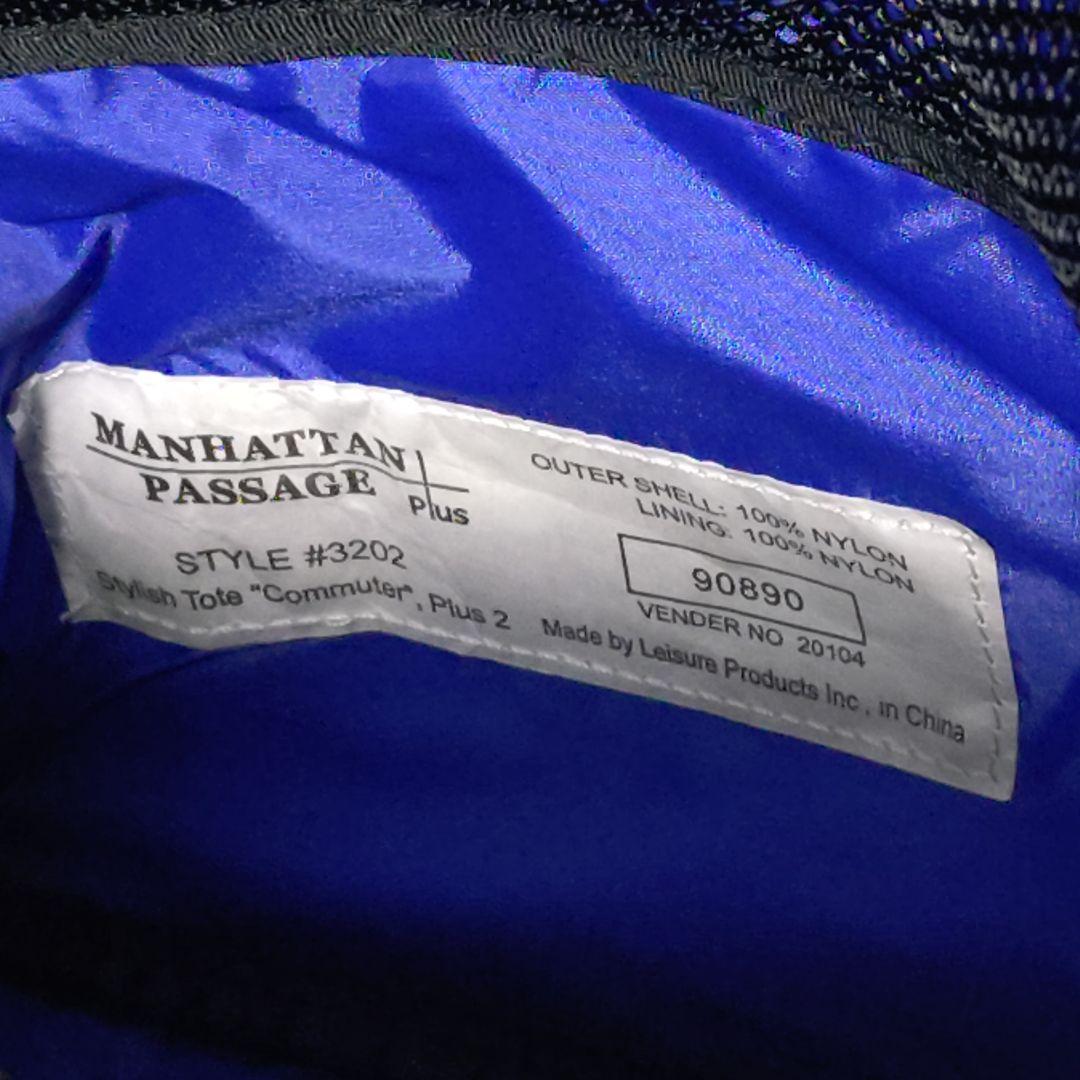 MANHATTAN
PASSAGE
Plus
STYLE #3202
Stylish Tote "Commuter", Plus 2
OUTER SHELL: 100% NYLON
LINING: 100% NYLON
90890
VENDER NO 20104
Made by Leisure Products Inc., in China